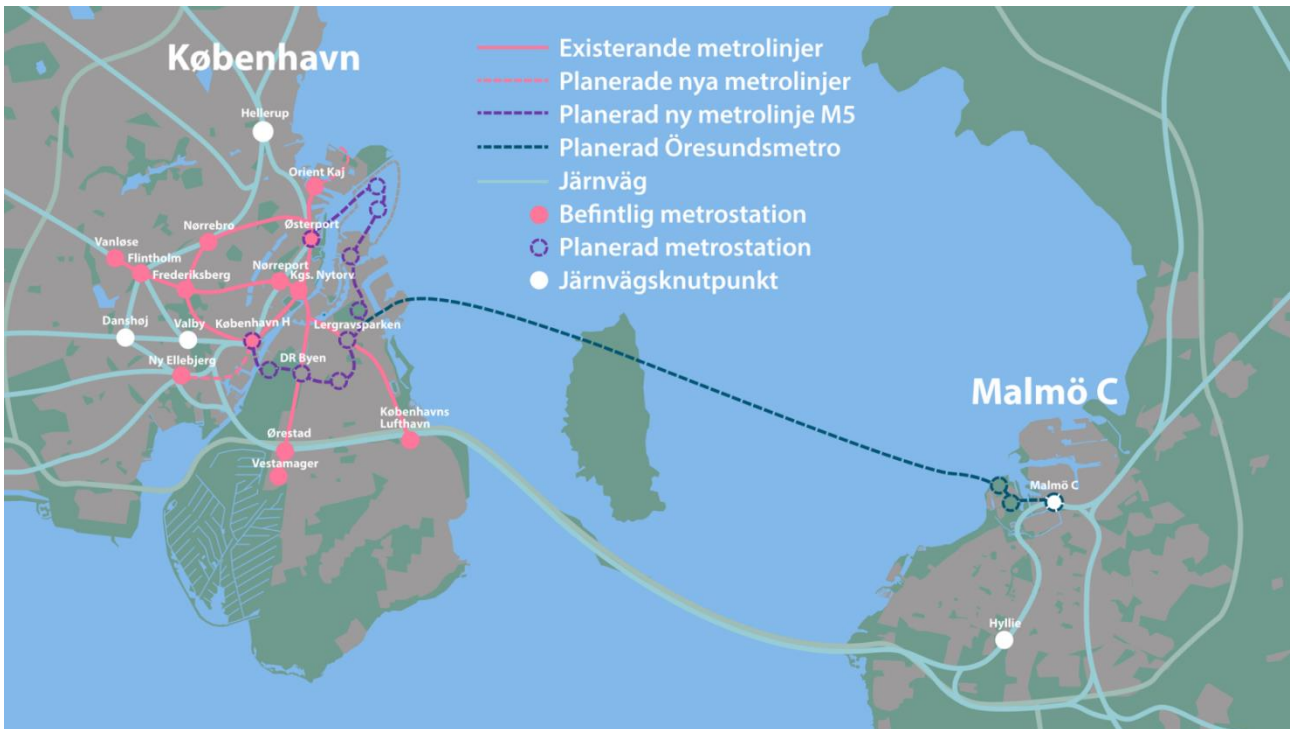 København
Hellerup
Orient Kaj
Nørrebro
Østerport
Vanløse
Flintholm
Frederiksberg
Nørreport
Kgs. Nytorv
Danshøj
Valby
København H
Lergravsparken
Ny Ellebjerg
DR Byen
Københavns
Lufthavn
Ørestad
Vestamager
Existerande metrolinjer
Planerade nya metrolinjer
Planerad ny metrolinje M5
Planerad Öresundsmetro
Järnväg
Befintlig metrostation
Planerad metrostation
Järnvägsknutpunkt
Malmö C
Malmö C
Hyllie